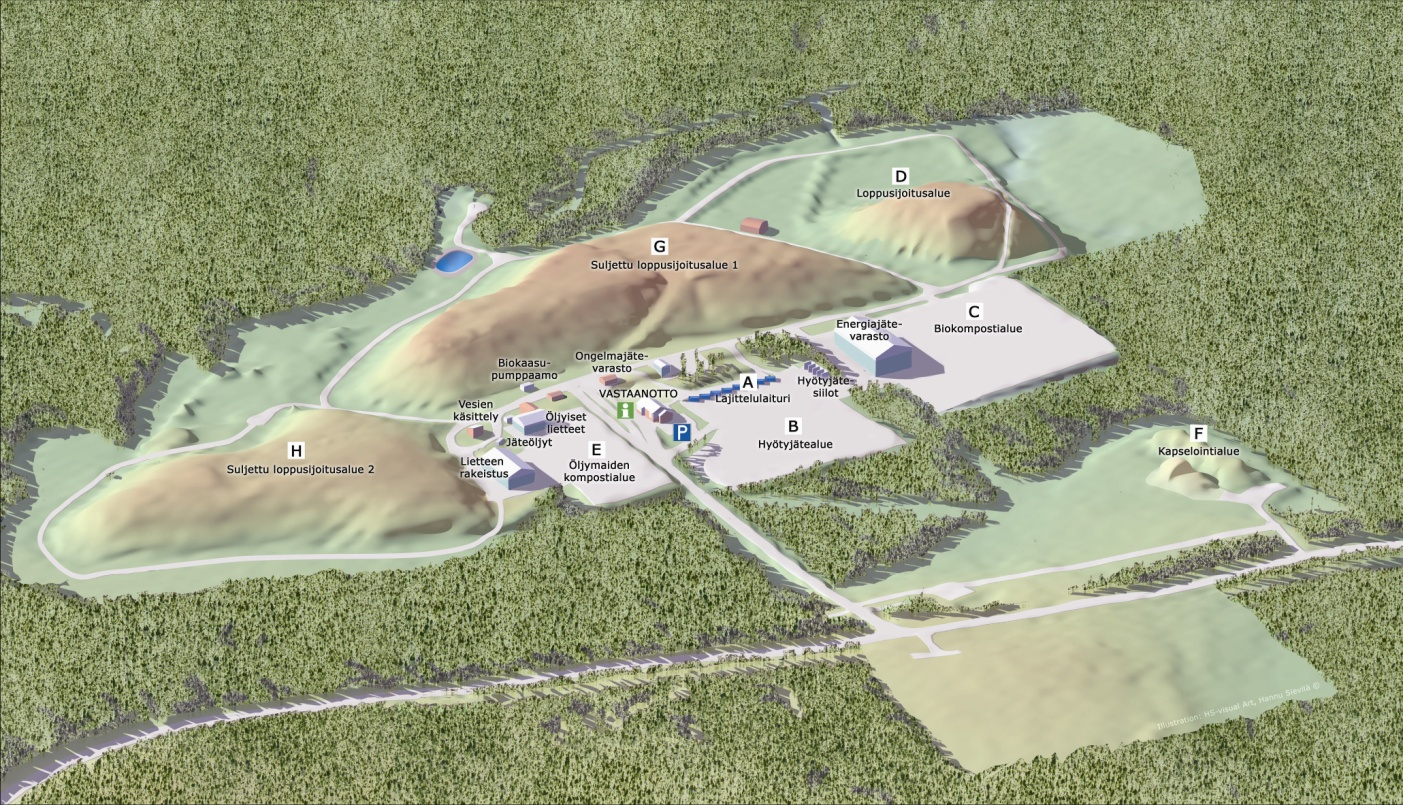 D
Loppusijoitusalue
G
Suljettu loppusijoitusalue 1
C
Biokompostialue
Energiajäte-
varasto
Ongelmajäte-
varasto
Biokaasu-
pumppaamo
VASTAANOTTO
i
P
A
Lajittelulaituri
Hyötyjäte-
siilot
B
Hyötyjätealue
Vesien
käsittely
Öljyiset
lietteet
Jäteöljyt
Lietteen
rakeistus
E
Öljymaiden
kompostialue
F
Kapselointialue
H
Suljettu loppusijoitusalue 2
Illustration: HS-visual Art, Hannu Sievilä ©